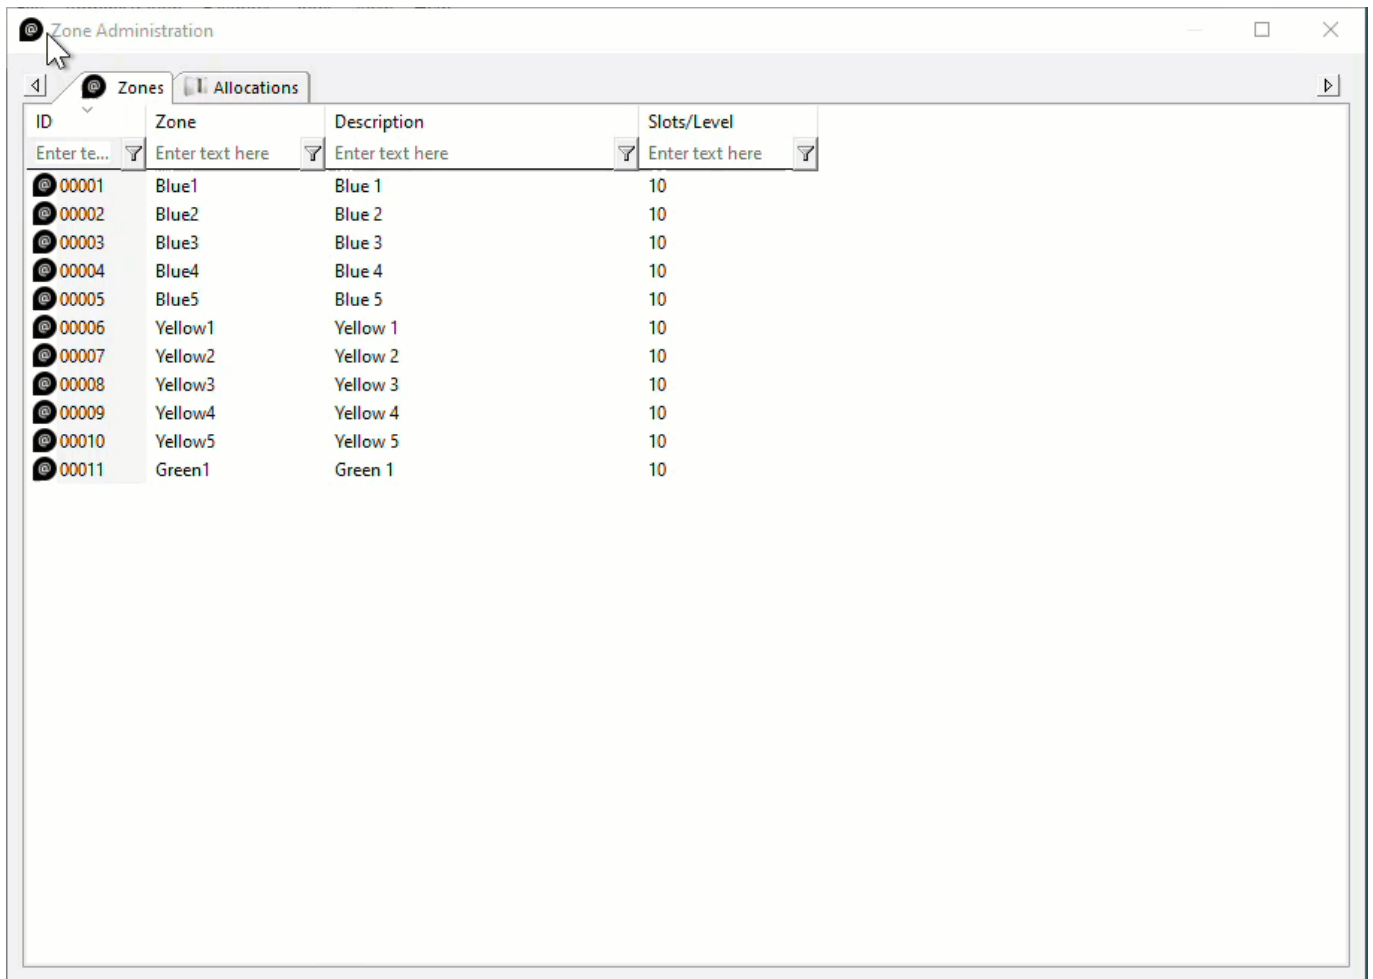 Zone Administration
Zones Allocations
ID Zone Description Slots/Level
Enter te... Enter text here Enter text here Enter text here
00001 Blue1 Blue 1 10
00002 Blue2 Blue 2 10
00003 Blue3 Blue 3 10
00004 Blue4 Blue 4 10
00005 Blue5 Blue 5 10
00006 Yellow1 Yellow 1 10
00007 Yellow2 Yellow 2 10
00008 Yellow3 Yellow 3 10
00009 Yellow4 Yellow 4 10
00010 Yellow5 Yellow 5 10
00011 Green1 Green 1 10